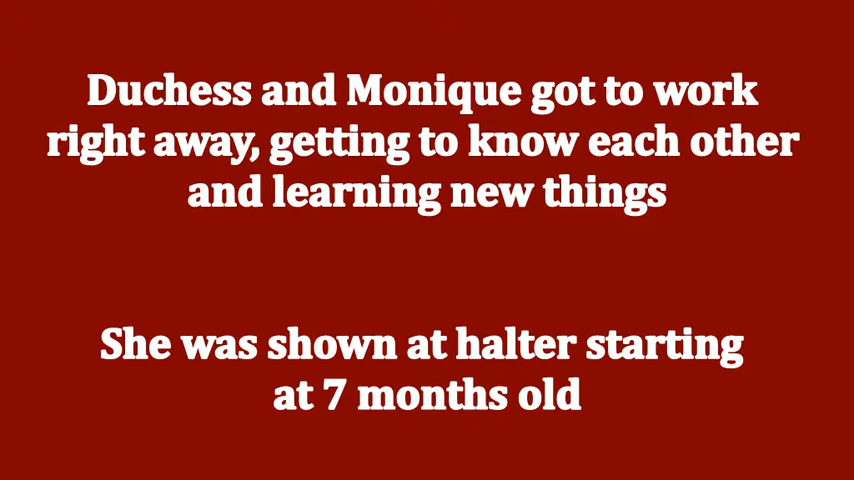 Duchess and Monique got to work
right away, getting to know each other
and learning new things
She was shown at halter starting
at 7 months old